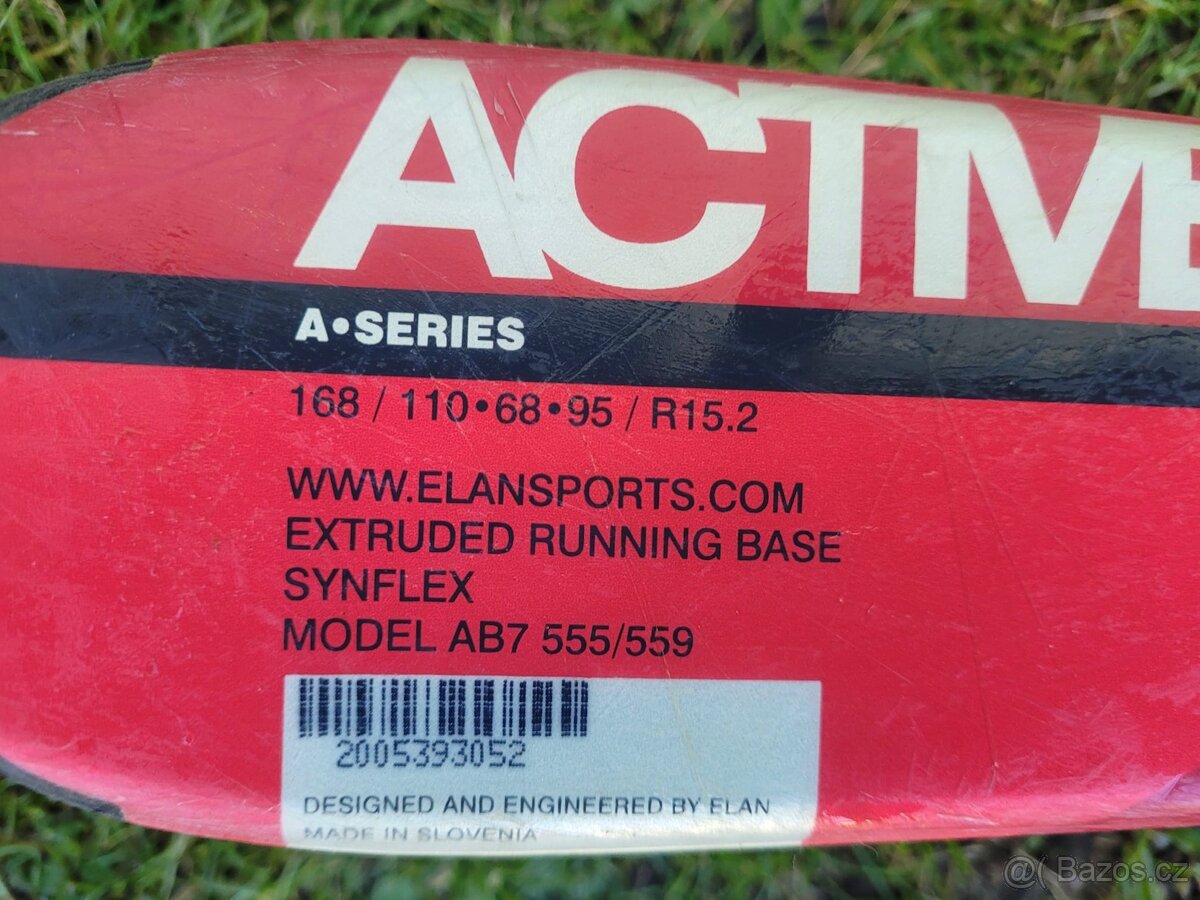 ACTIVE
A•SERIES
168 / 110•68•95 / R15.2
WWW.ELANSPORTS.COM
EXTRUDED RUNNING BASE
SYNFLEX
MODEL AB7 555/559
2005393052
DESIGNED AND ENGINEERED BY ELAN
MADE IN SLOVENIA
@( Bazoš.cz